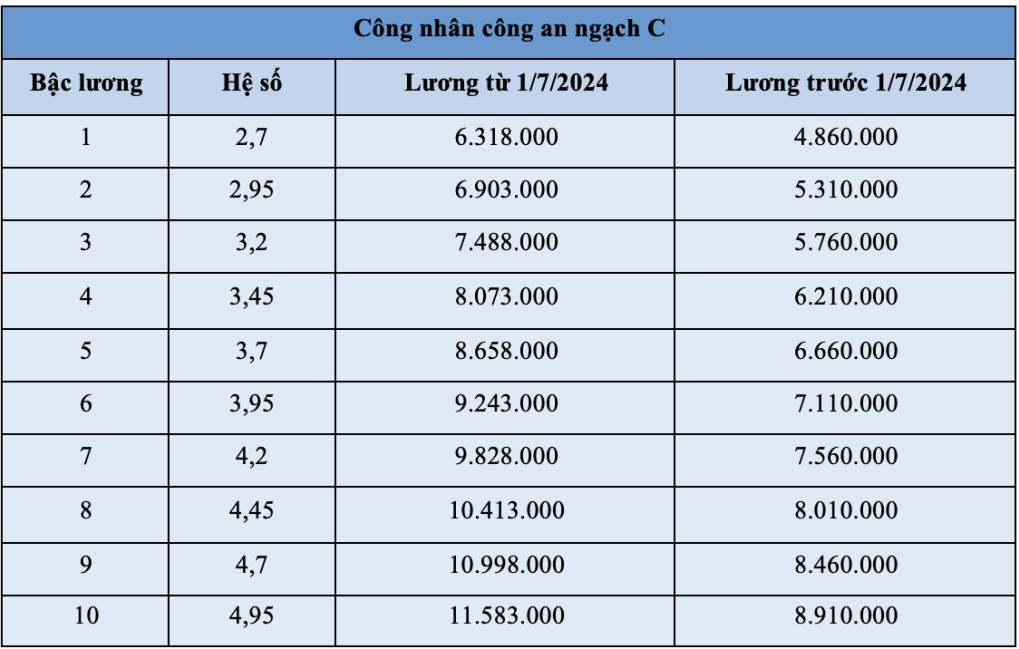 Công nhân công an ngạch C
Bậc lương Hệ số Lương từ 1/7/2024 Lương trước 1/7/2024
1 2,7 6.318.000 4.860.000
2 2,95 6.903.000 5.310.000
3 3,2 7.488.000 5.760.000
4 3,45 8.073.000 6.210.000
5 3,7 8.658.000 6.660.000
6 3,95 9.243.000 7.110.000
7 4,2 9.828.000 7.560.000
8 4,45 10.413.000 8.010.000
9 4,7 10.998.000 8.460.000
10 4,95 11.583.000 8.910.000